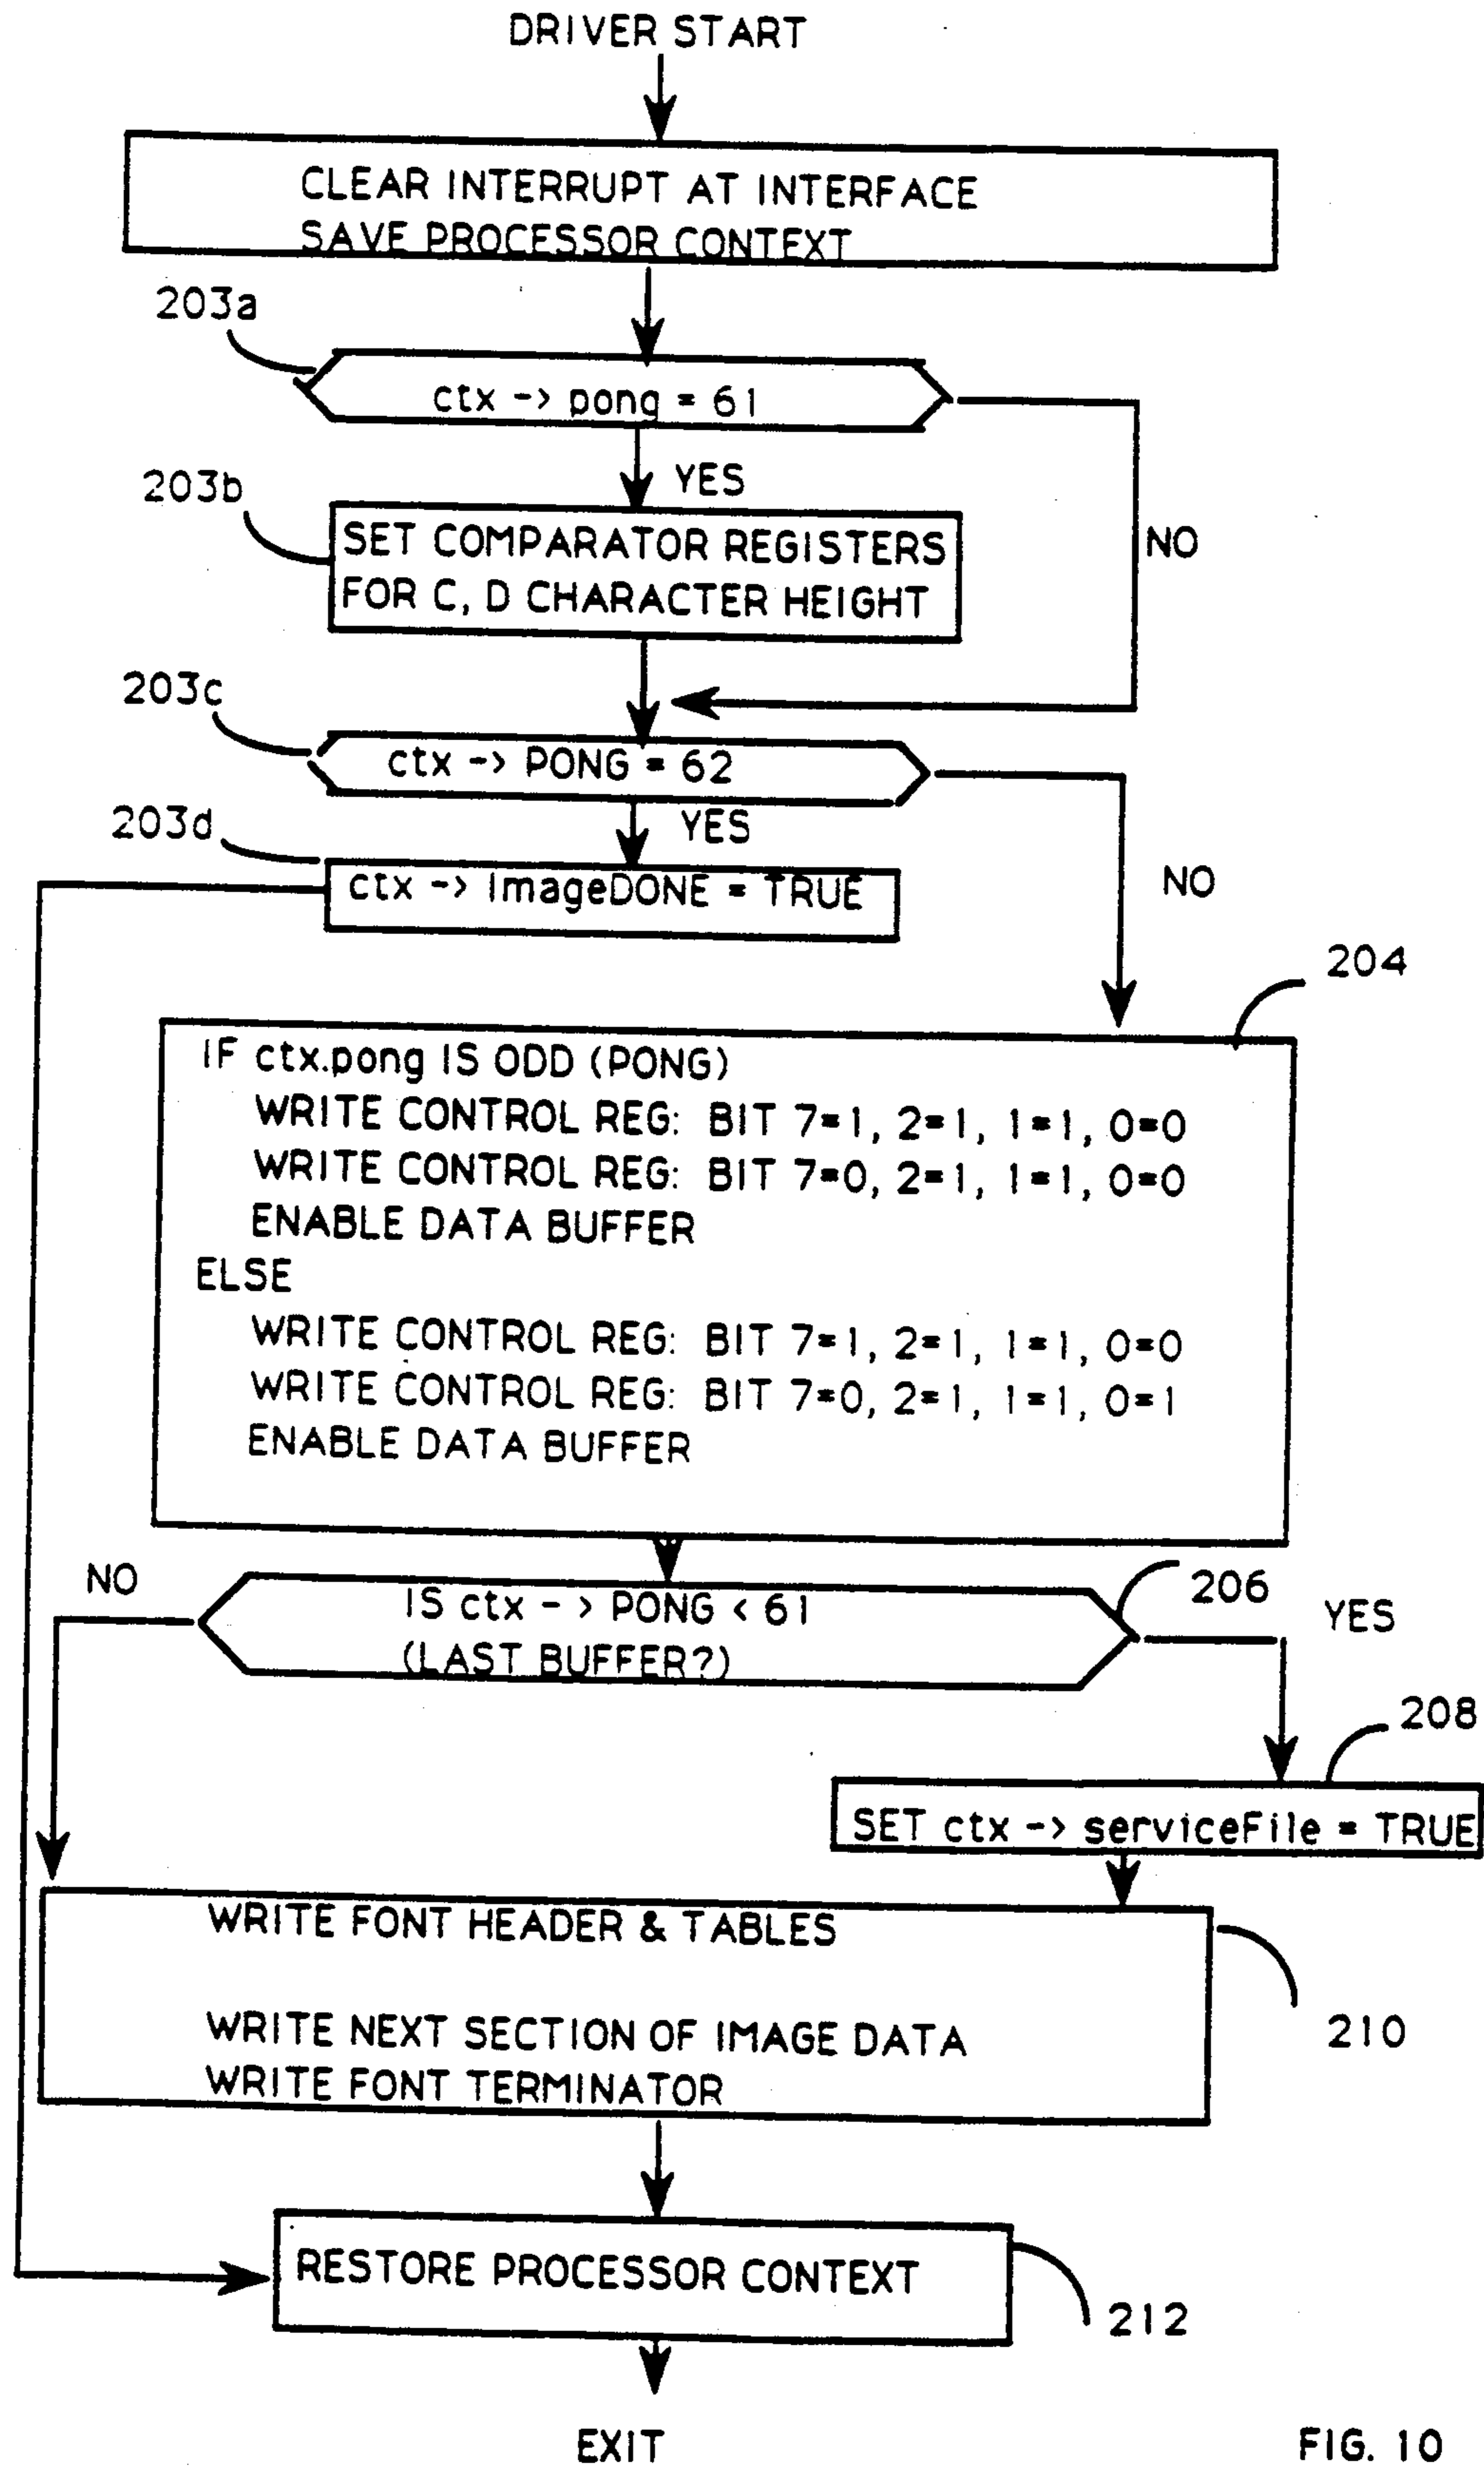 DRIVER START
CLEAR INTERRUPT AT INTERFACE
SAVE PROCESSOR CONTEXT
203a
ctx -> pong = 61
YES
203b
SET COMPARATOR REGISTERS
FOR C, D CHARACTER HEIGHT
NO
203c
ctx -> PONG = 62
203d
YES
ctx -> ImageDONE = TRUE
NO
204
IF ctx.pong IS ODD (PONG)
WRITE CONTROL REG: BIT 7=1, 2=1, 1=1, 0=0
WRITE CONTROL REG: BIT 7=0, 2=1, 1=1, 0=0
ENABLE DATA BUFFER
ELSE
WRITE CONTROL REG: BIT 7=1, 2=1, 1=1, 0=0
WRITE CONTROL REG: BIT 7=0, 2=1, 1=1, 0=1
ENABLE DATA BUFFER
NO
IS ctx -> PONG < 61
(LAST BUFFER?)
206
YES
208
SET ctx -> serviceFile = TRUE
WRITE FONT HEADER & TABLES
WRITE NEXT SECTION OF IMAGE DATA
WRITE FONT TERMINATOR
210
RESTORE PROCESSOR CONTEXT
212
EXIT
FIG. 10